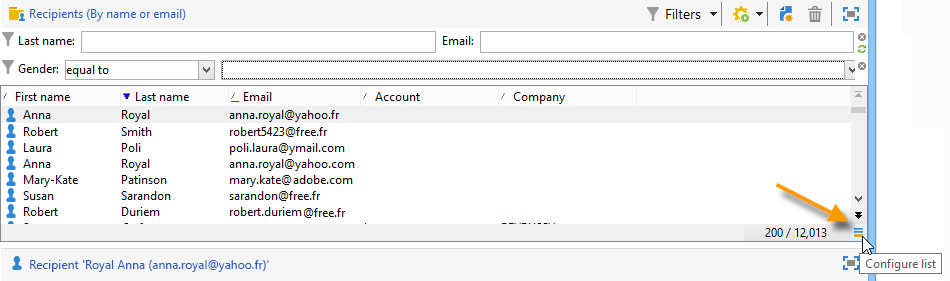 Recipients (By name or email) Filters
Last name: Email:
Gender: equal to
First name Last name Email Account Company
Anna Royal anna.royal@yahoo.fr
Robert Smith robert5423@free.fr
Laura Poli poli.laura@ymail.com
Anna Royal anna.royal@yahoo.com
Mary-Kate Patinson mary.kate@adobe.com
Susan Sarandon sarandon@free.fr
Robert Duriem robert.duriem@free.fr
200 / 12,013
Recipient 'Royal Anna (anna.royal@yahoo.fr)' Configure list